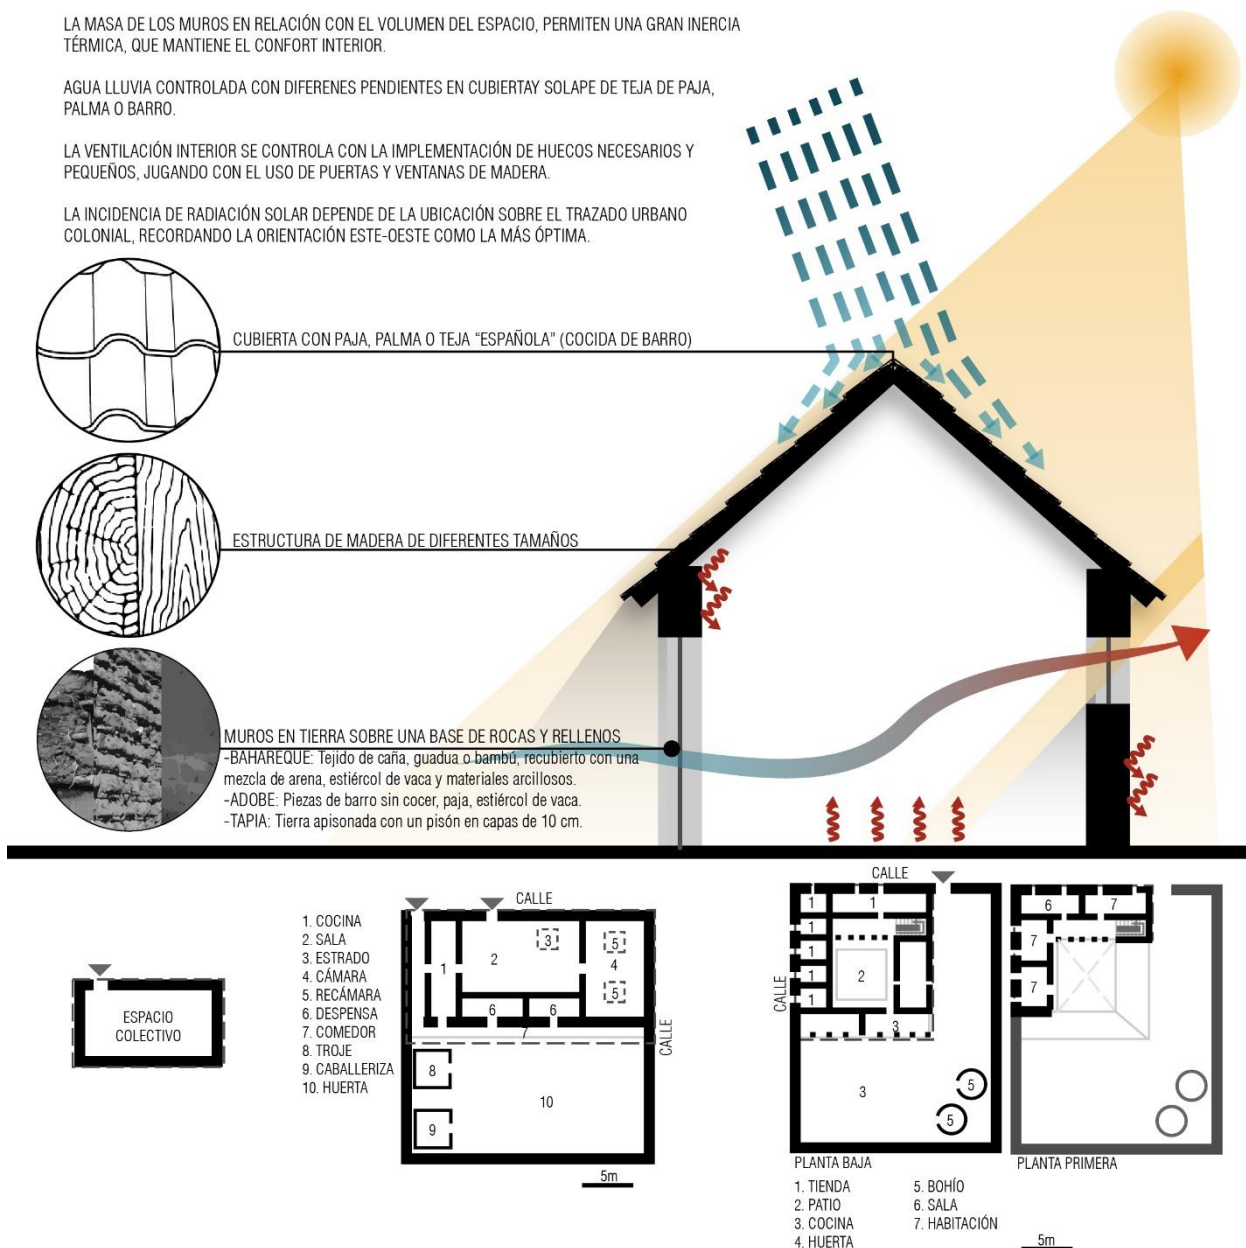 LA MASA DE LOS MUROS EN RELACIÓN CON EL VOLUMEN DEL ESPACIO, PERMITEN UNA GRAN INERCIA
TÉRMICA, QUE MANTIENE EL CONFORT INTERIOR.
AGUA LLUVIA CONTROLADA CON DIFERENES PENDIENTES EN CUBIERTAY SOLAPE DE TEJA DE PAJA,
PALMA O BARRO.
LA VENTILACIÓN INTERIOR SE CONTROLA CON LA IMPLEMENTACIÓN DE HUECOS NECESARIOS Y
PEQUEÑOS, JUGANDO CON EL USO DE PUERTAS Y VENTANAS DE MADERA.
LA INCIDENCIA DE RADIACIÓN SOLAR DEPENDE DE LA UBICACIÓN SOBRE EL TRAZADO URBANO
COLONIAL, RECORDANDO LA ORIENTACIÓN ESTE-OESTE COMO LA MÁS ÓPTIMA.
CUBIERTA CON PAJA, PALMA O TEJA “ESPAÑOLA” (COCIDA DE BARRO)
ESTRUCTURA DE MADERA DE DIFERENTES TAMAÑOS
MUROS EN TIERRA SOBRE UNA BASE DE ROCAS Y RELLENOS
-BAHAREQUE: Tejido de caña, guadua o bambú, recubierto con una
mezcla de arena, estiércol de vaca y materiales arcillosos.
-ADOBE: Piezas de barro sin cocer, paja, estiércol de vaca.
-TAPIA: Tierra apisonada con un pisón en capas de 10 cm.
ESPACIO
COLECTIVO
1. COCINA
2. SALA
3. ESTRADO
4. CÁMARA
5. RECÁMARA
6. DESPENSA
7. COMEDOR
8. TROJE
9. CABALLERIZA
10. HUERTA
CALLE
1
2
3
5
4
5
6
6
7
CALLE
8
10
9
5m
CALLE
1
1
1
1
1
1
CALLE
2
3
3
5
5
PLANTA BAJA
6
7
7
7
PLANTA PRIMERA
1. TIENDA
2. PATIO
3. COCINA
4. HUERTA
5. BOHÍO
6. SALA
7. HABITACIÓN
5m